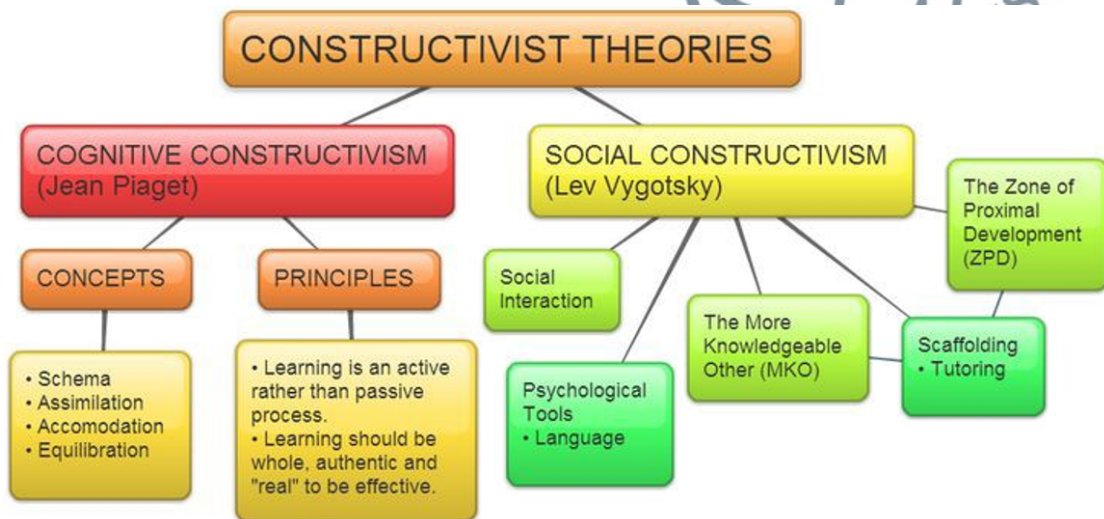 CONSTRUCTIVIST THEORIES
COGNITIVE CONSTRUCTIVISM
(Jean Piaget)
SOCIAL CONSTRUCTIVISM
(Lev Vygotsky)
The Zone of
Proximal
Development
(ZPD)
CONCEPTS
PRINCIPLES
Social
Interaction
The More
Knowledgeable
Other (MKO)
Scaffolding
• Tutoring
• Schema
• Assimilation
• Accomodation
• Equilibration
• Learning is an active
rather than passive
process.
• Learning should be
whole, authentic and
"real" to be effective.
Psychological
Tools
• Language